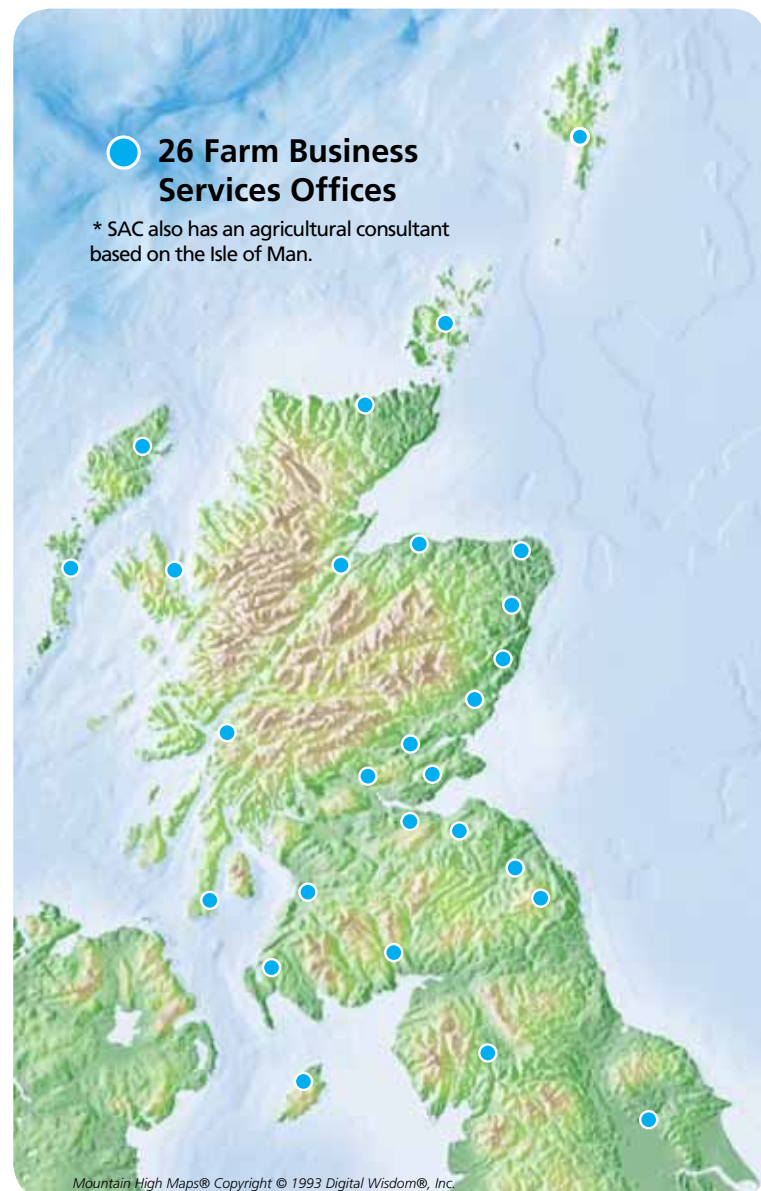 26 Farm Business
Services Offices
* SAC also has an agricultural consultant
based on the Isle of Man.
Mountain High Maps® Copyright © 1993 Digital Wisdom®, Inc.